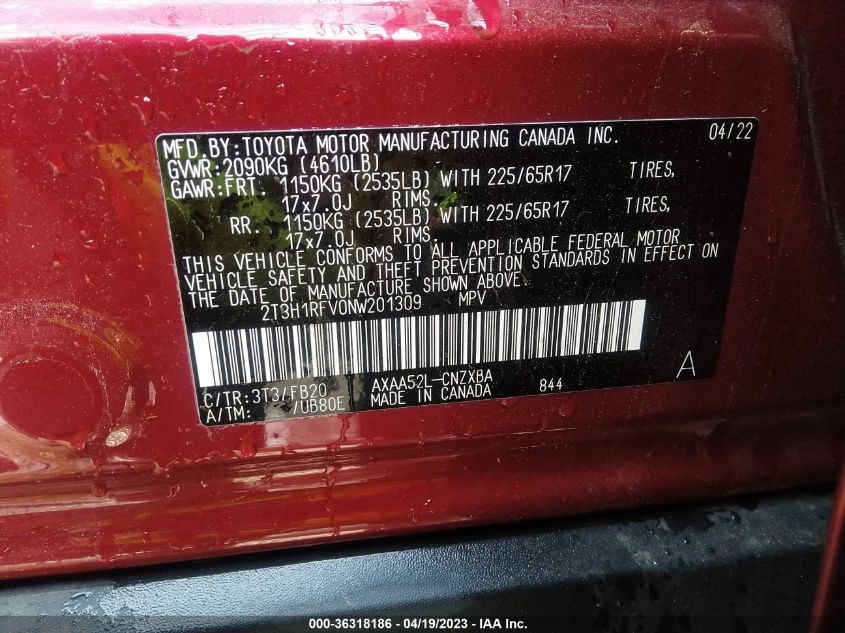 MFD.BY:TOYOTA MOTOR MANUFACTURING CANADA INC. 04/22
GVWR:2090KG (4610LB)
GAWR:FRT. 1150KG (2535LB) WITH 225/65R17 TIRES,
17x7.0J RIMS.
RR. 1150KG (2535LB) WITH 225/65R17 TIRES,
17x7.0J RIMS.
THIS VEHICLE CONFORMS TO ALL APPLICABLE FEDERAL MOTOR
VEHICLE SAFETY AND THEFT PREVENTION STANDARDS IN EFFECT ON
THE DATE OF MANUFACTURE SHOWN ABOVE.
2T3H1RFV0NW201309 MPV
C/TR:3T3/FB20 AXAA52L-CNZXBA 844 A
A/TM: /UB80E MADE IN CANADA
000-36318186 - 04/19/2023 - IAA Inc.